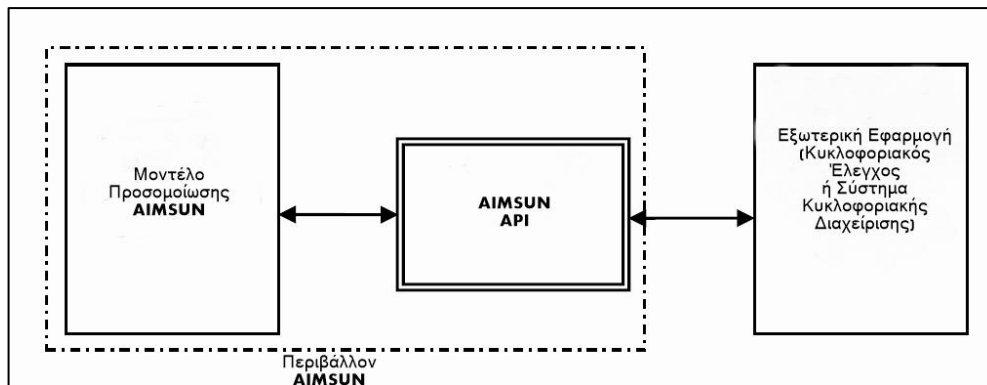 Μοντέλο
Προσομοίωσης
AIMSUN
AIMSUN
API
Εξωτερική Εφαρμογή
(Κυκλοφοριακός
Έλεγχος
ή Σύστημα
Κυκλοφοριακής
Διαχείρισης)
Περιβάλλον
AIMSUN